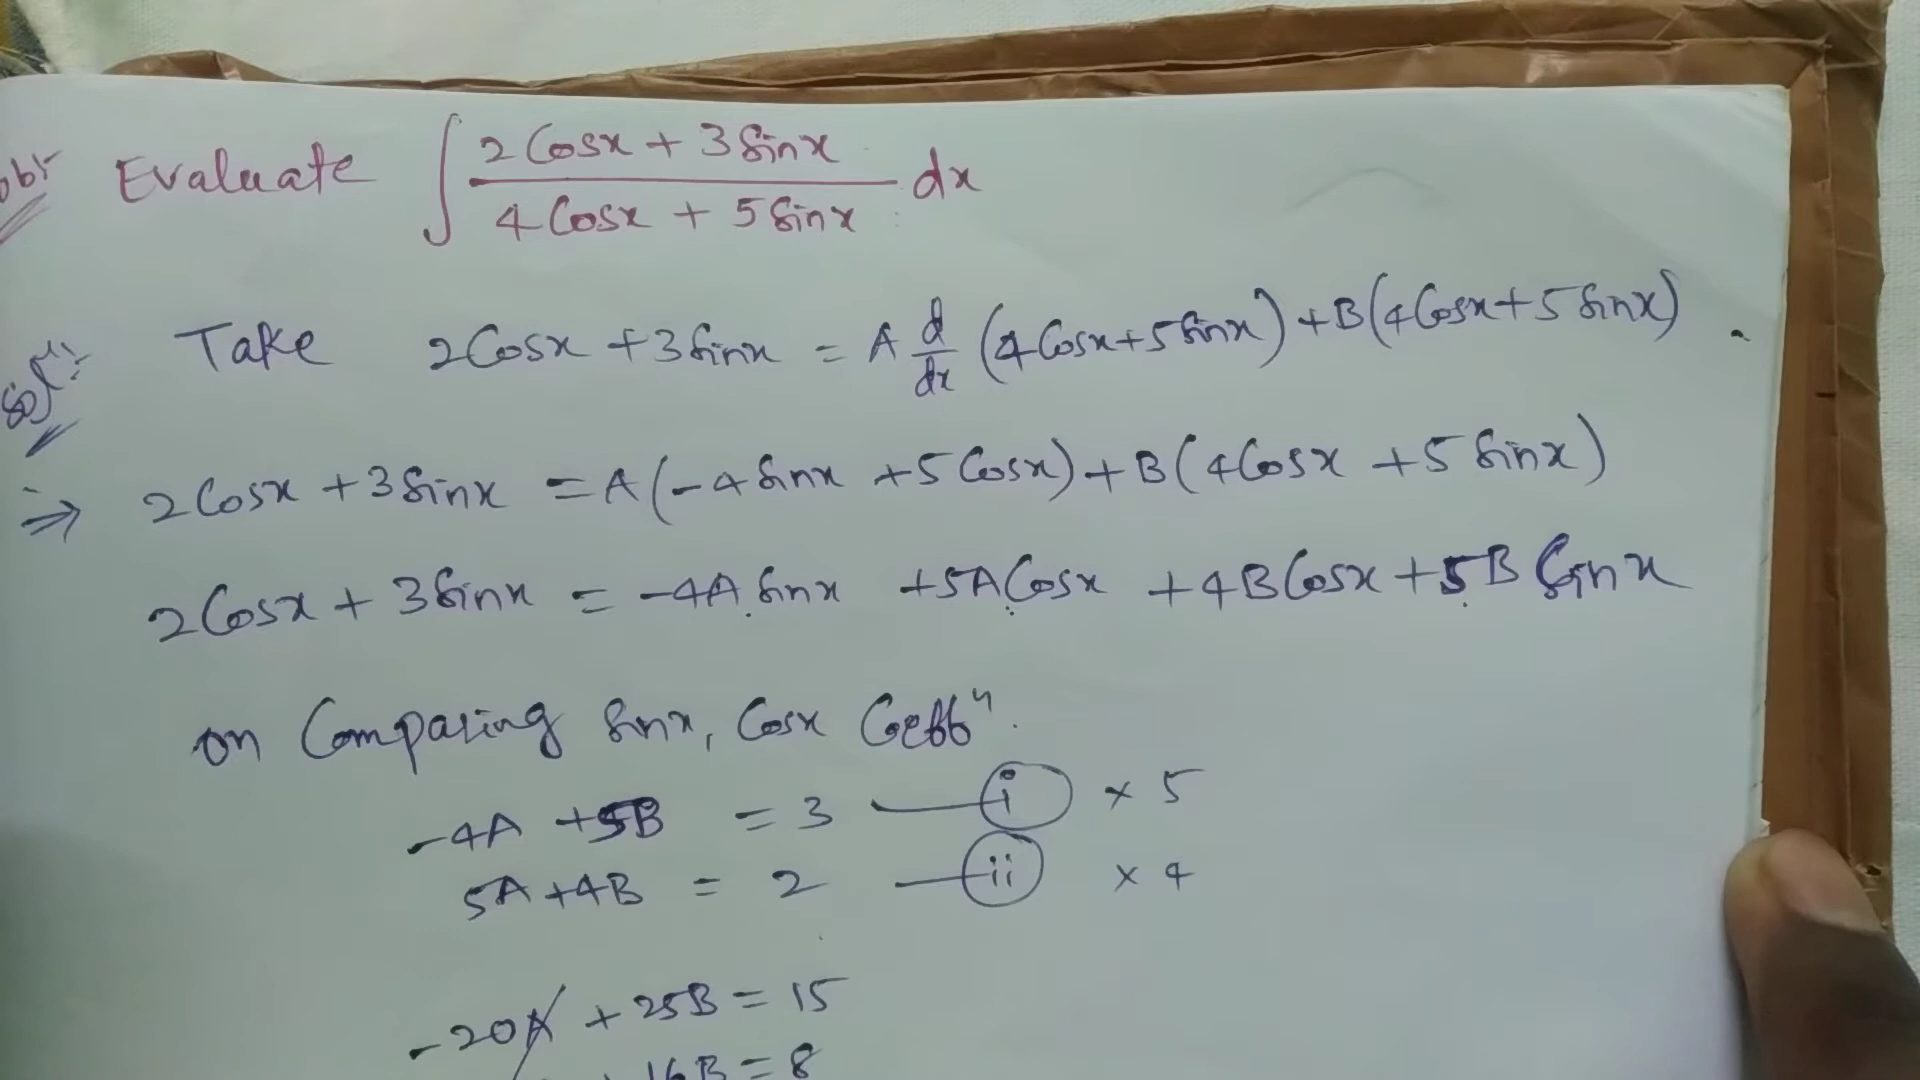 Evaluate ∫ (2 Cosx + 3 Sinx)/(4 Cosx + 5 Sinx) dx
Sol:- Take 2Cosx + 3Sinx = A d/dx (4Cosx+5Sinx) + B(4Cosx+5Sinx)
⇒ 2Cosx + 3Sinx = A(-4Sinx + 5Cosx) + B(4Cosx + 5Sinx)
2Cosx + 3Sinx = -4A Sinx + 5A Cosx + 4B Cosx + 5B Sinx
on Comparing Sinx, Cosx
-4A + 5B = 3 — i × 5
5A + 4B = 2 — ii × 4
-20A + 25B = 15
+ 16B = 8